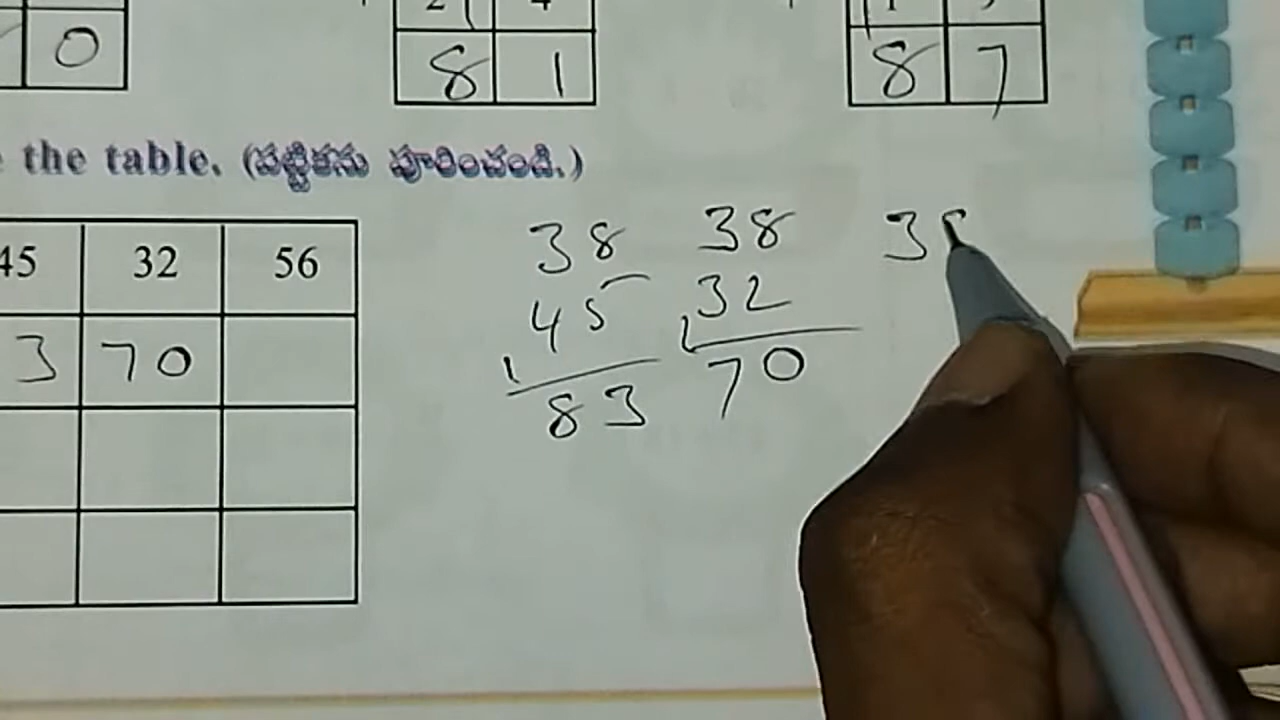 0 8 1 8 7
the table. (పట్టికను పూరించండి.)
45 32 56
3 70
38 38 3
45 32
1 1
83 70